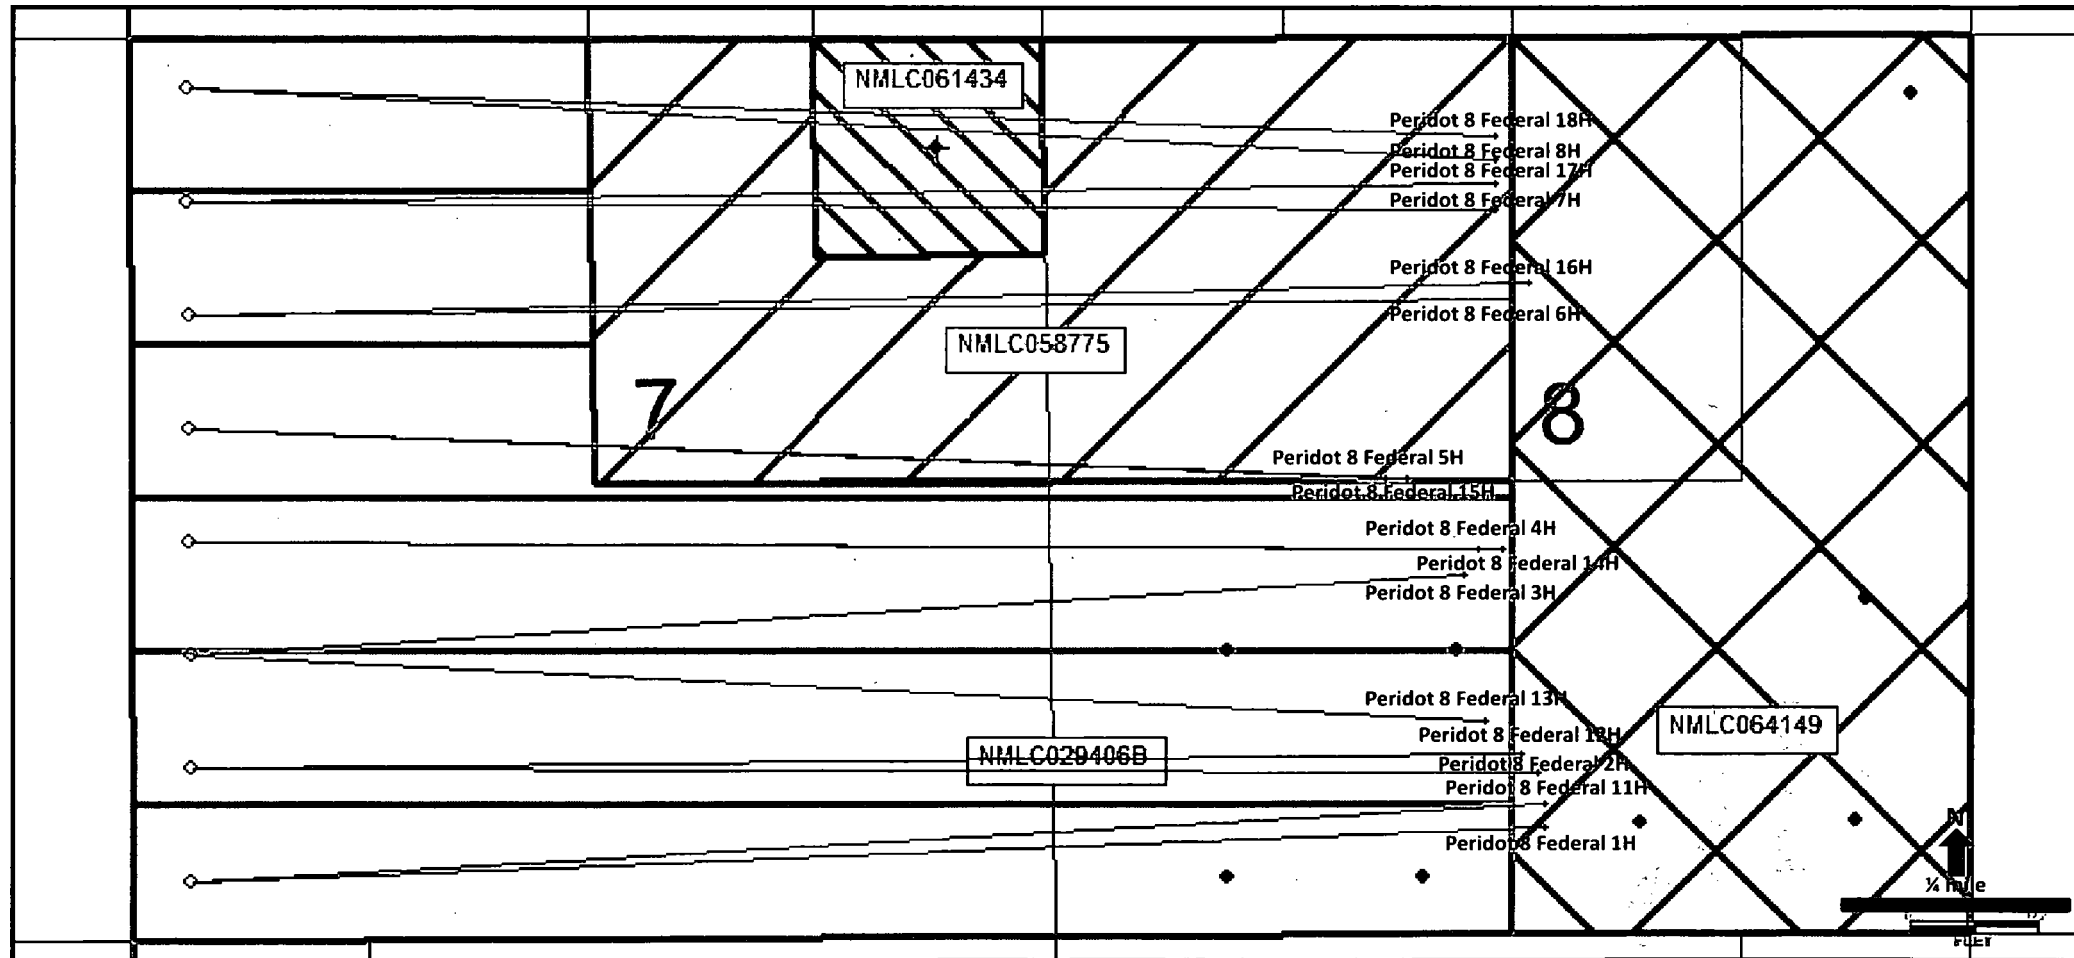 NMLC061434
Peridot 8 Federal 18H
Peridot 8 Federal 8H
Peridot 8 Federal 17H
Peridot 8 Federal 7H
Peridot 8 Federal 16H
Peridot 8 Federal 6H
NMLC058775
7
8
Peridot 8 Federal 5H
Peridot 8 Federal 15H
Peridot 8 Federal 4H
Peridot 8 Federal 14H
Peridot 8 Federal 3H
Peridot 8 Federal 13H
NMLC064149
Peridot 8 Federal 12H
NMLC029406B
Peridot 8 Federal 2H
Peridot 8 Federal 11H
N
Peridot 8 Federal 1H
¼ mile